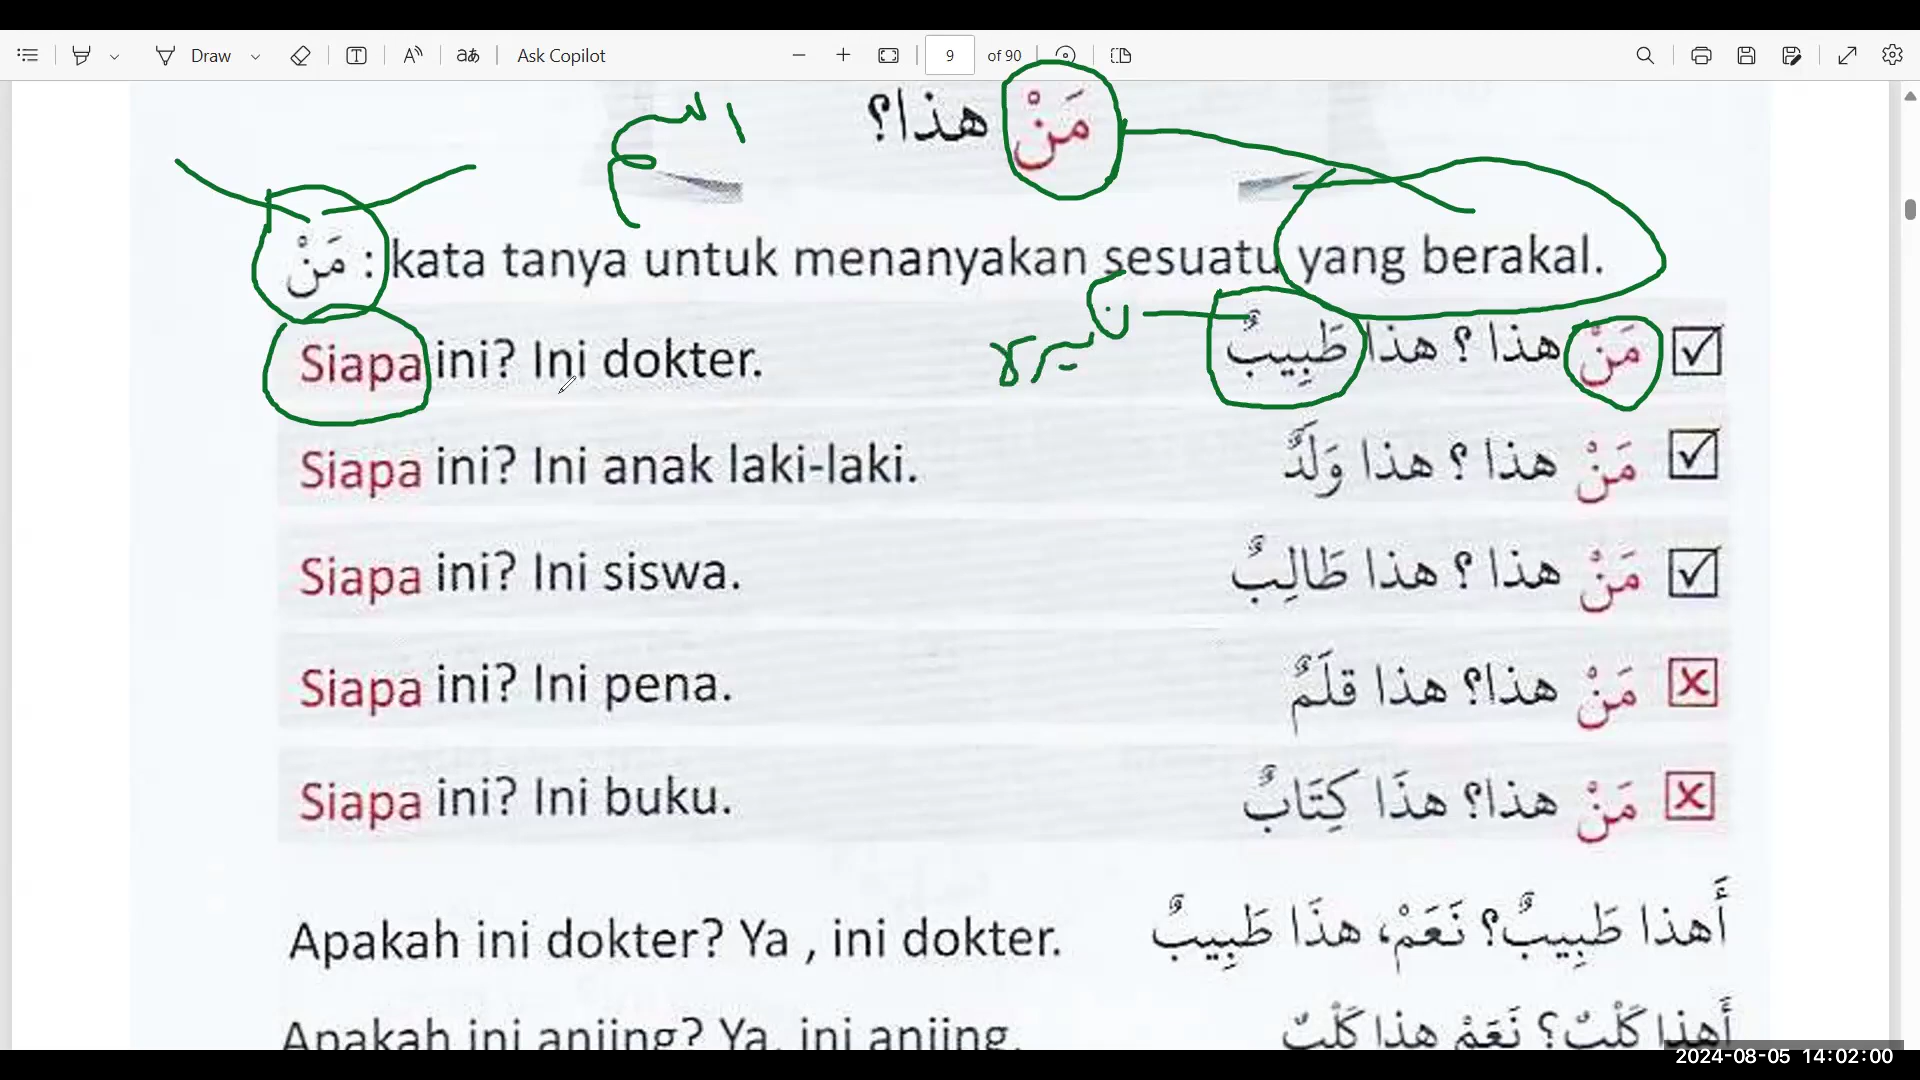 Draw
Ask Copilot
9 of 90
مَنْ هذا؟
اسم
مَنْ : kata tanya untuk menanyakan sesuatu yang berakal.
Siapa ini? Ini dokter.
مَنْ هذا ؟ هذا طَبِيبٌ
Siapa ini? Ini anak laki-laki.
مَنْ هذا ؟ هذا وَلَدٌ
Siapa ini? Ini siswa.
مَنْ هذا ؟ هذا طَالِبٌ
Siapa ini? Ini pena.
مَنْ هذا؟ هذا قلَمٌ
Siapa ini? Ini buku.
مَنْ هذا؟ هذَا كِتَابٌ
Apakah ini dokter? Ya , ini dokter.
أَهذا طَبِيبٌ؟ نَعَمْ، هذَا طَبِيبٌ
Apakah ini anjing? Ya, ini anjing.
أَهذا كَلْبٌ؟ نَعَمْ هذا كَلْبٌ
2024-08-05 14:02:00